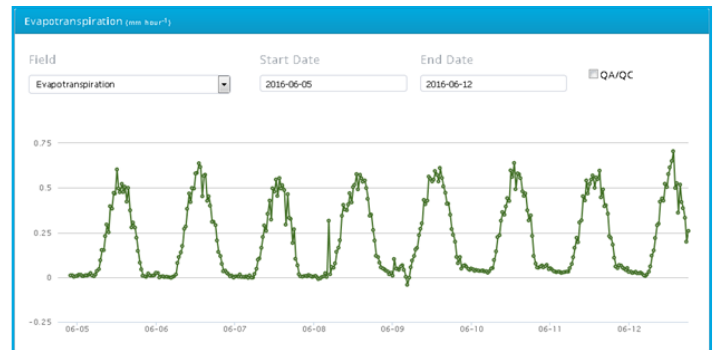 Evapotranspiration (mm hour-1)
Field Start Date End Date
Evapotranspiration 2016-06-05 2016-06-12 QA/QC
0.75
0.5
0.25
0
-0.25
06-05 06-06 06-07 06-08 06-09 06-10 06-11 06-12